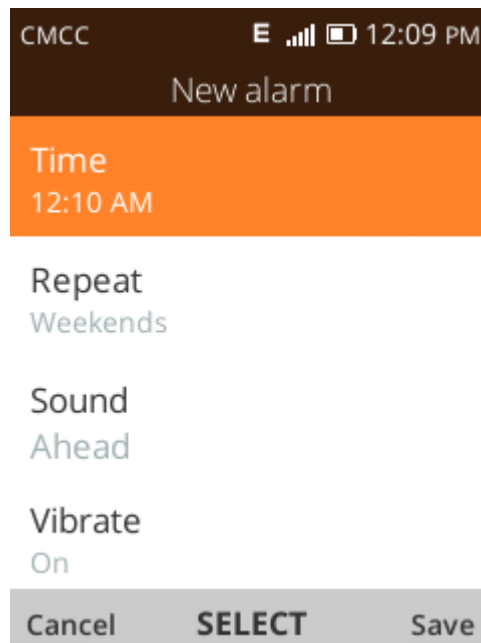 CMCC E 12:09 PM
New alarm
Time
12:10 AM
Repeat
Weekends
Sound
Ahead
Vibrate
On
Cancel SELECT Save